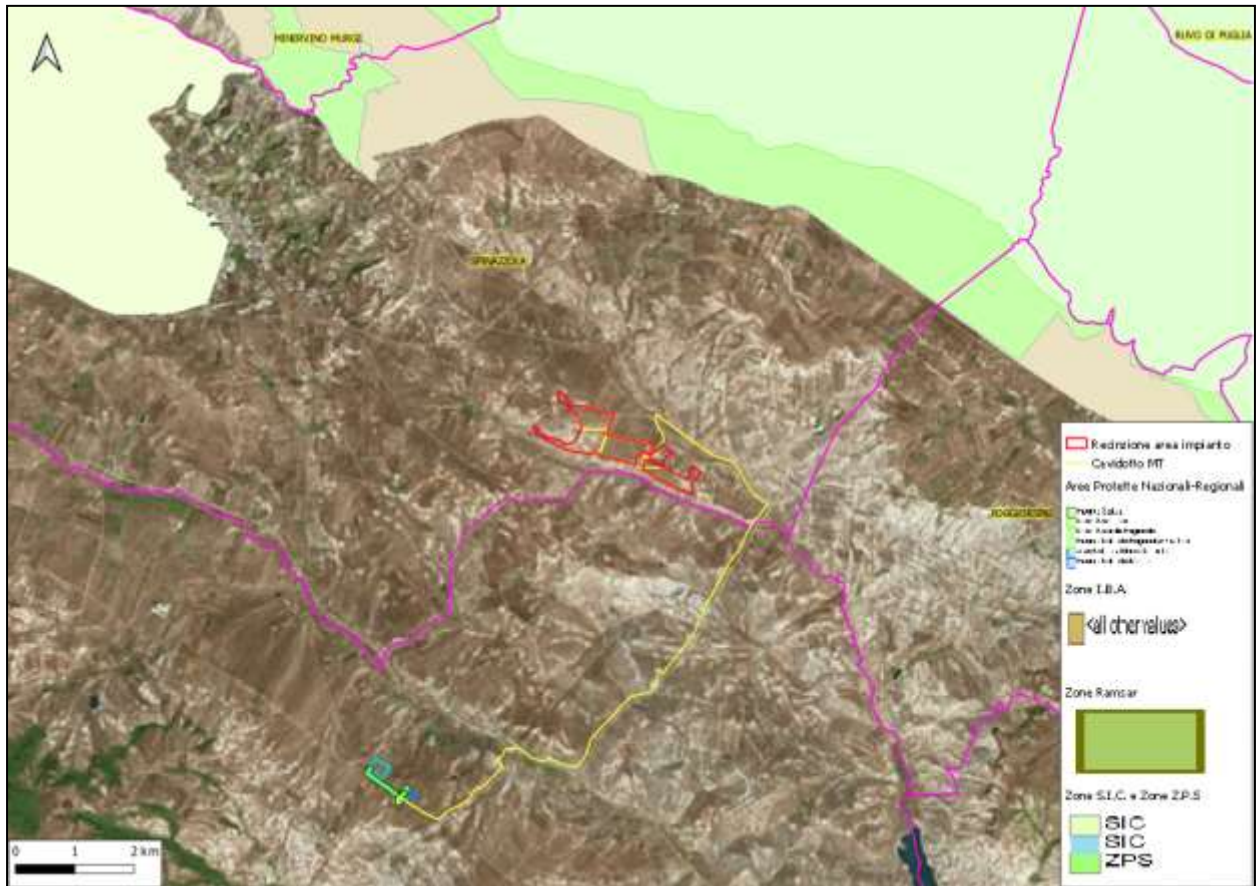 MINERVINO MURGE
RUVO DI PUGLIA
SPINAZZOLA
POGGIORSINI
Recinzione area impianto
Cavidotto MT
Aree Protette Nazionali-Regionali
Zone I.B.A.
<all other values>
Zone Ramsar
Zone S.I.C. e Zone Z.P.S
SIC
SIC
ZPS
0 1 2 km